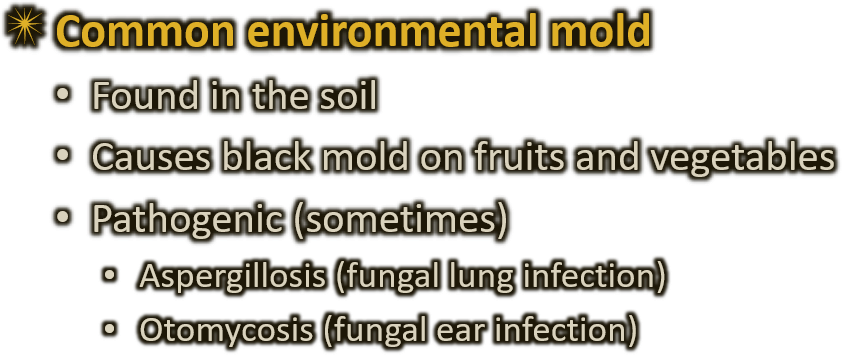 Common environmental mold
• Found in the soil
• Causes black mold on fruits and vegetables
• Pathogenic (sometimes)
• Aspergillosis (fungal lung infection)
• Otomycosis (fungal ear infection)